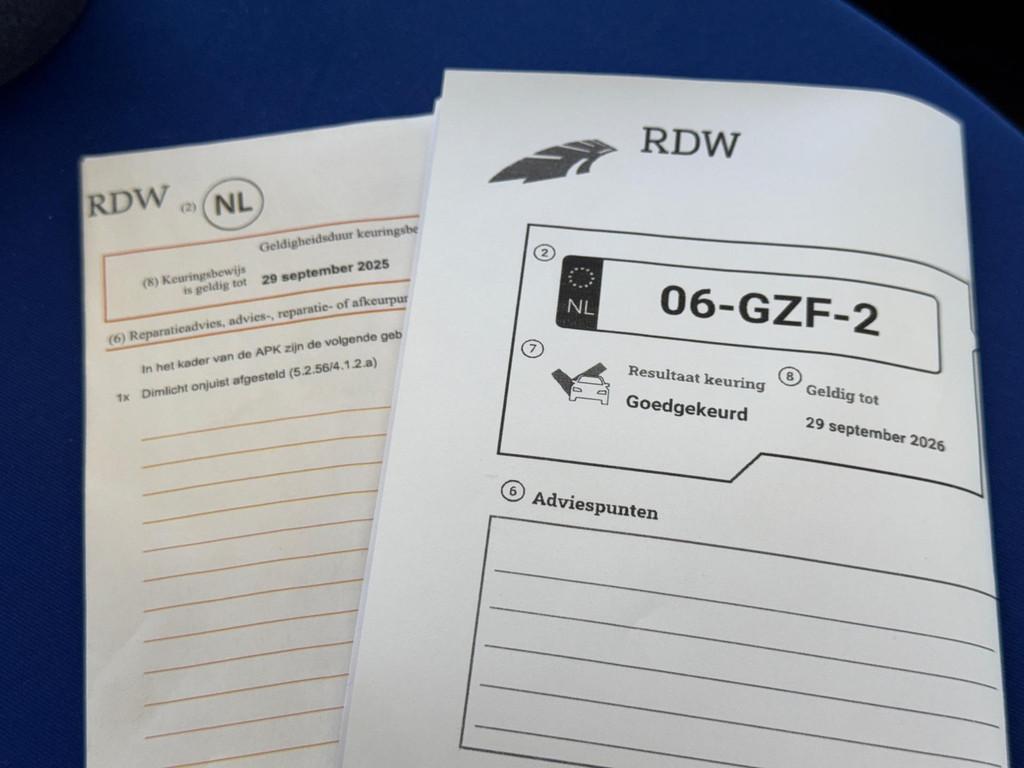 RDW (2) NL
Geldigheidsduur keuringsbe
(8) Keuringsbewijs
is geldig tot 29 september 2025
(6) Reparatieadvies, advies-, reparatie- of afkeurpun
In het kader van de APK zijn de volgende geb
1x Dimlicht onjuist afgesteld (5.2.56/4.1.2.a)
RDW
2
NL 06-GZF-2
7
Resultaat keuring
Goedgekeurd
8 Geldig tot
29 september 2026
6 Adviespunten